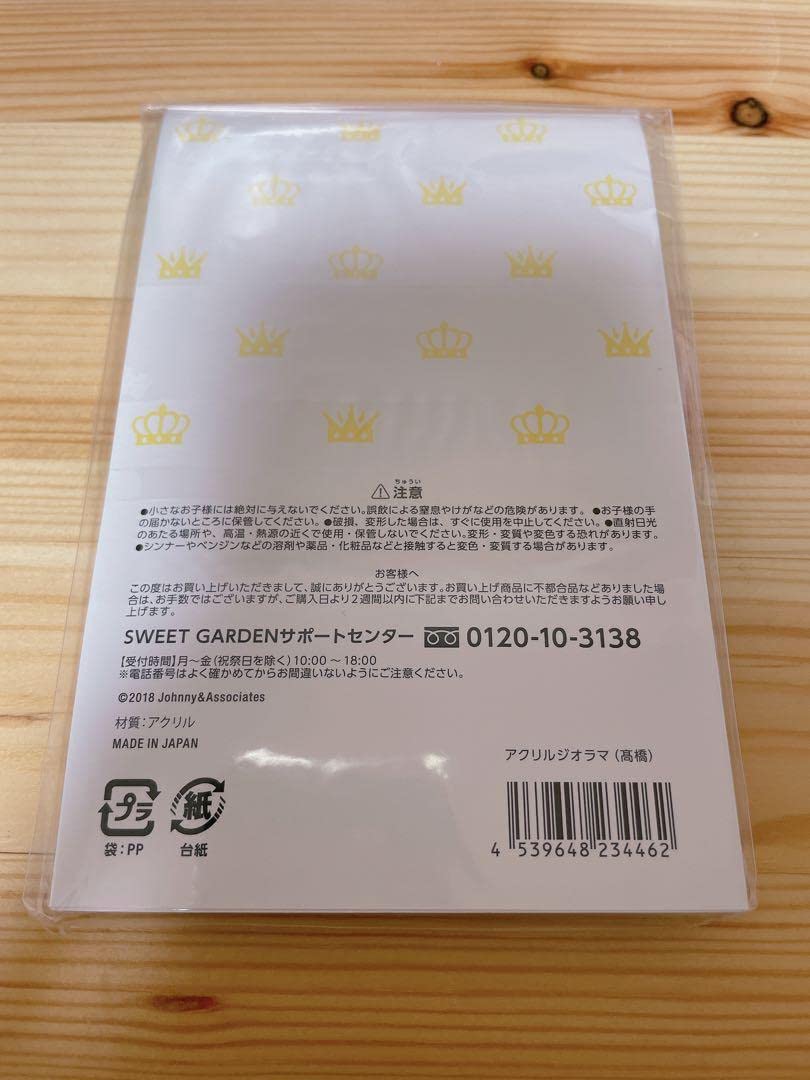 ちゅうい
⚠注意
●小さなお子様には絶対に与えないでください。誤飲による窒息やけがなどの危険があります。 ●お子様の手
の届かないところに保管してください。●破損、変形した場合は、すぐに使用を中止してください。●直射日光
のあたる場所や、高温・熱源の近くで使用・保管しないでください。変形・変質や変色する恐れがあります。
●シンナーやベンジンなどの溶剤や薬品・化粧品などと接触すると変色・変質する場合があります。
お客様へ
この度はお買い上げいただきまして、誠にありがとうございます。お買い上げ商品に不都合品などありました場
合は、お手数ではございますが、ご購入日より2週間以内に下記までお問い合わせいただきますようお願い申し
上げます。
SWEET GARDENサポートセンター 0120-10-3138
【受付時間】月〜金(祝祭日を除く)10:00〜18:00
※電話番号はよく確かめてからお間違いないようにご注意ください。
©2018 Johnny&Associates
材質:アクリル
MADE IN JAPAN
アクリルジオラマ(髙橋)
プラ
袋:PP
紙
台紙
4 539648 234462